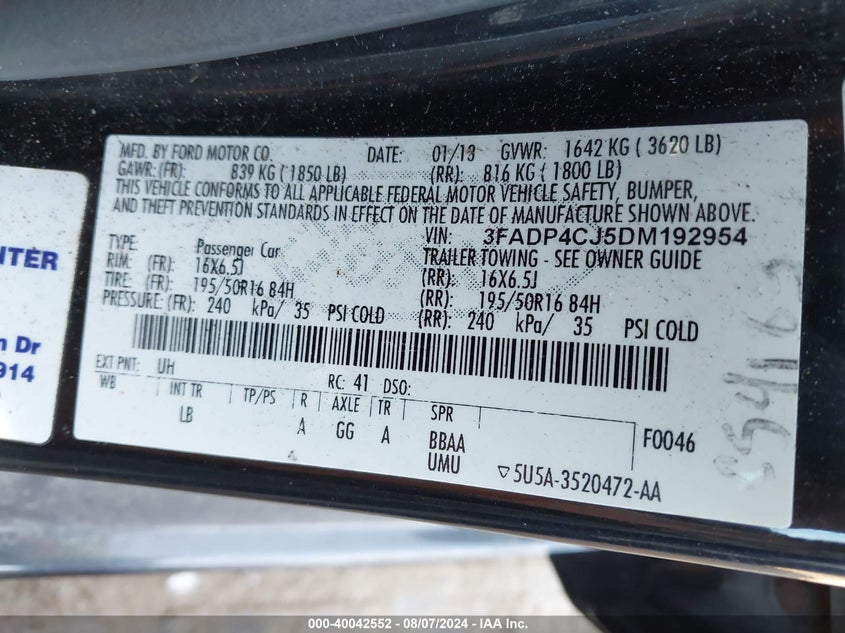 MFD. BY FORD MOTOR CO. DATE: 01/13 GVWR: 1642 KG ( 3620 LB)
GAWR: (FR): 839 KG ( 1850 LB) (RR): 816 KG ( 1800 LB)
THIS VEHICLE CONFORMS TO ALL APPLICABLE FEDERAL MOTOR VEHICLE SAFETY, BUMPER,
AND THEFT PREVENTION STANDARDS IN EFFECT ON THE DATE OF MANUFACTURE SHOWN ABOVE.
VIN: 3FADP4CJ5DM192954
TYPE: Passenger Car TRAILER TOWING - SEE OWNER GUIDE
RIM: (FR): 16X6.5J (RR): 16X6.5J
TIRE: (FR): 195/50R16 84H (RR): 195/50R16 84H
PRESSURE: (FR): 240 kPa/ 35 PSI COLD (RR): 240 kPa/ 35 PSI COLD
EXT PNT: UH RC: 41 DSO:
WB INT TR TP/PS R AXLE TR SPR
LB A GG A BBAA F0046
UMU ▽5U5A-3520472-AA
NTER
n Dr
914
554169
000-40042552 - 08/07/2024 - IAA Inc.